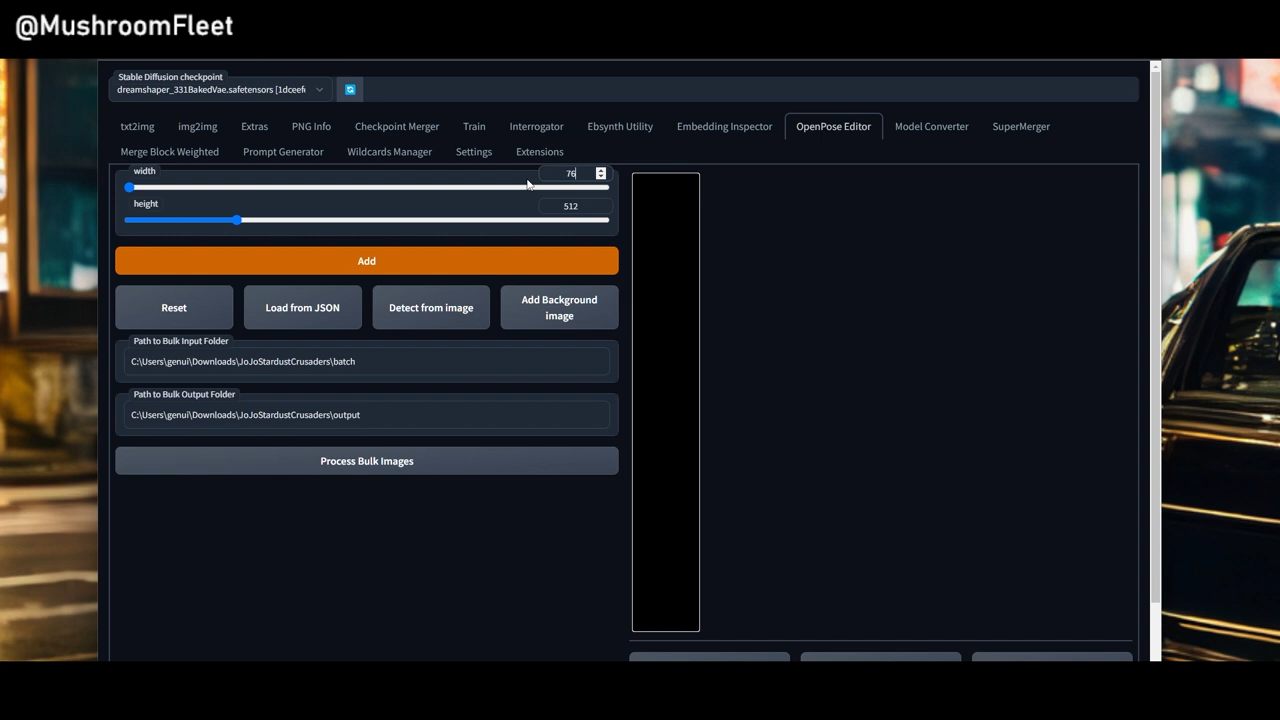 @MushroomFleet
Stable Diffusion checkpoint
dreamshaper_331BakedVae.safetensors [1dceef
txt2img img2img Extras PNG Info Checkpoint Merger Train Interrogator Ebsynth Utility Embedding Inspector OpenPose Editor Model Converter SuperMerger
Merge Block Weighted Prompt Generator Wildcards Manager Settings Extensions
width 76
height 512
Add
Reset Load from JSON Detect from image Add Background image
Path to Bulk Input Folder
C:\Users\genui\Downloads\JoJoStardustCrusaders\batch
Path to Bulk Output Folder
C:\Users\genui\Downloads\JoJoStardustCrusaders\output
Process Bulk Images